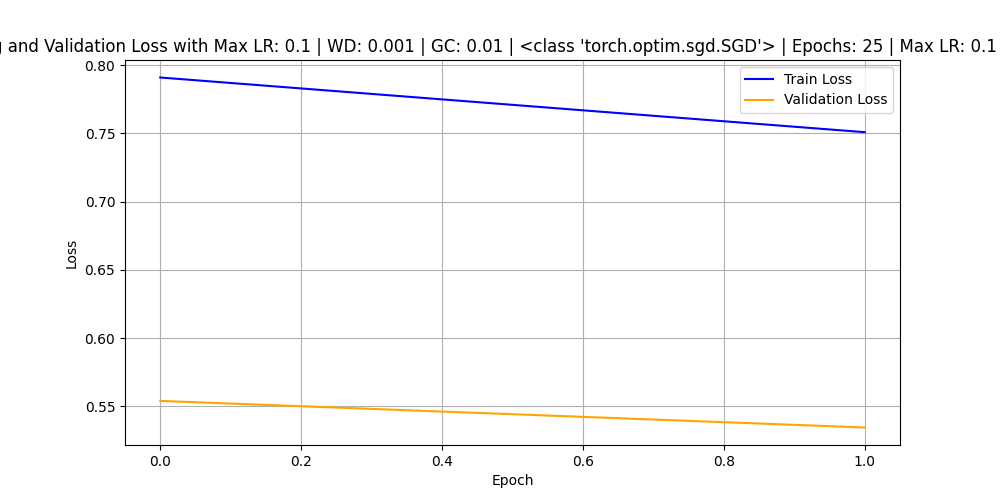 and Validation Loss with Max LR: 0.1 | WD: 0.001 | GC: 0.01 | <class 'torch.optim.sgd.SGD'> | Epochs: 25 | Max LR: 0.1
Train Loss
Validation Loss
0.80
0.75
0.70
0.65
0.60
0.55
Loss
0.0 0.2 0.4 0.6 0.8 1.0
Epoch